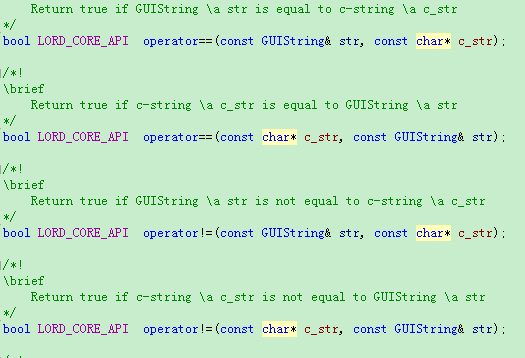 Return true if GUIString \a str is equal to c-string \a c_str
*/
bool LORD_CORE_API  operator==(const GUIString& str, const char* c_str);
/*!
\brief
Return true if c-string \a c_str is equal to GUIString \a str
*/
bool LORD_CORE_API  operator==(const char* c_str, const GUIString& str);
/*!
\brief
Return true if GUIString \a str is not equal to c-string \a c_str
*/
bool LORD_CORE_API  operator!=(const GUIString& str, const char* c_str);
/*!
\brief
Return true if c-string \a c_str is not equal to GUIString \a str
*/
bool LORD_CORE_API  operator!=(const char* c_str, const GUIString& str);